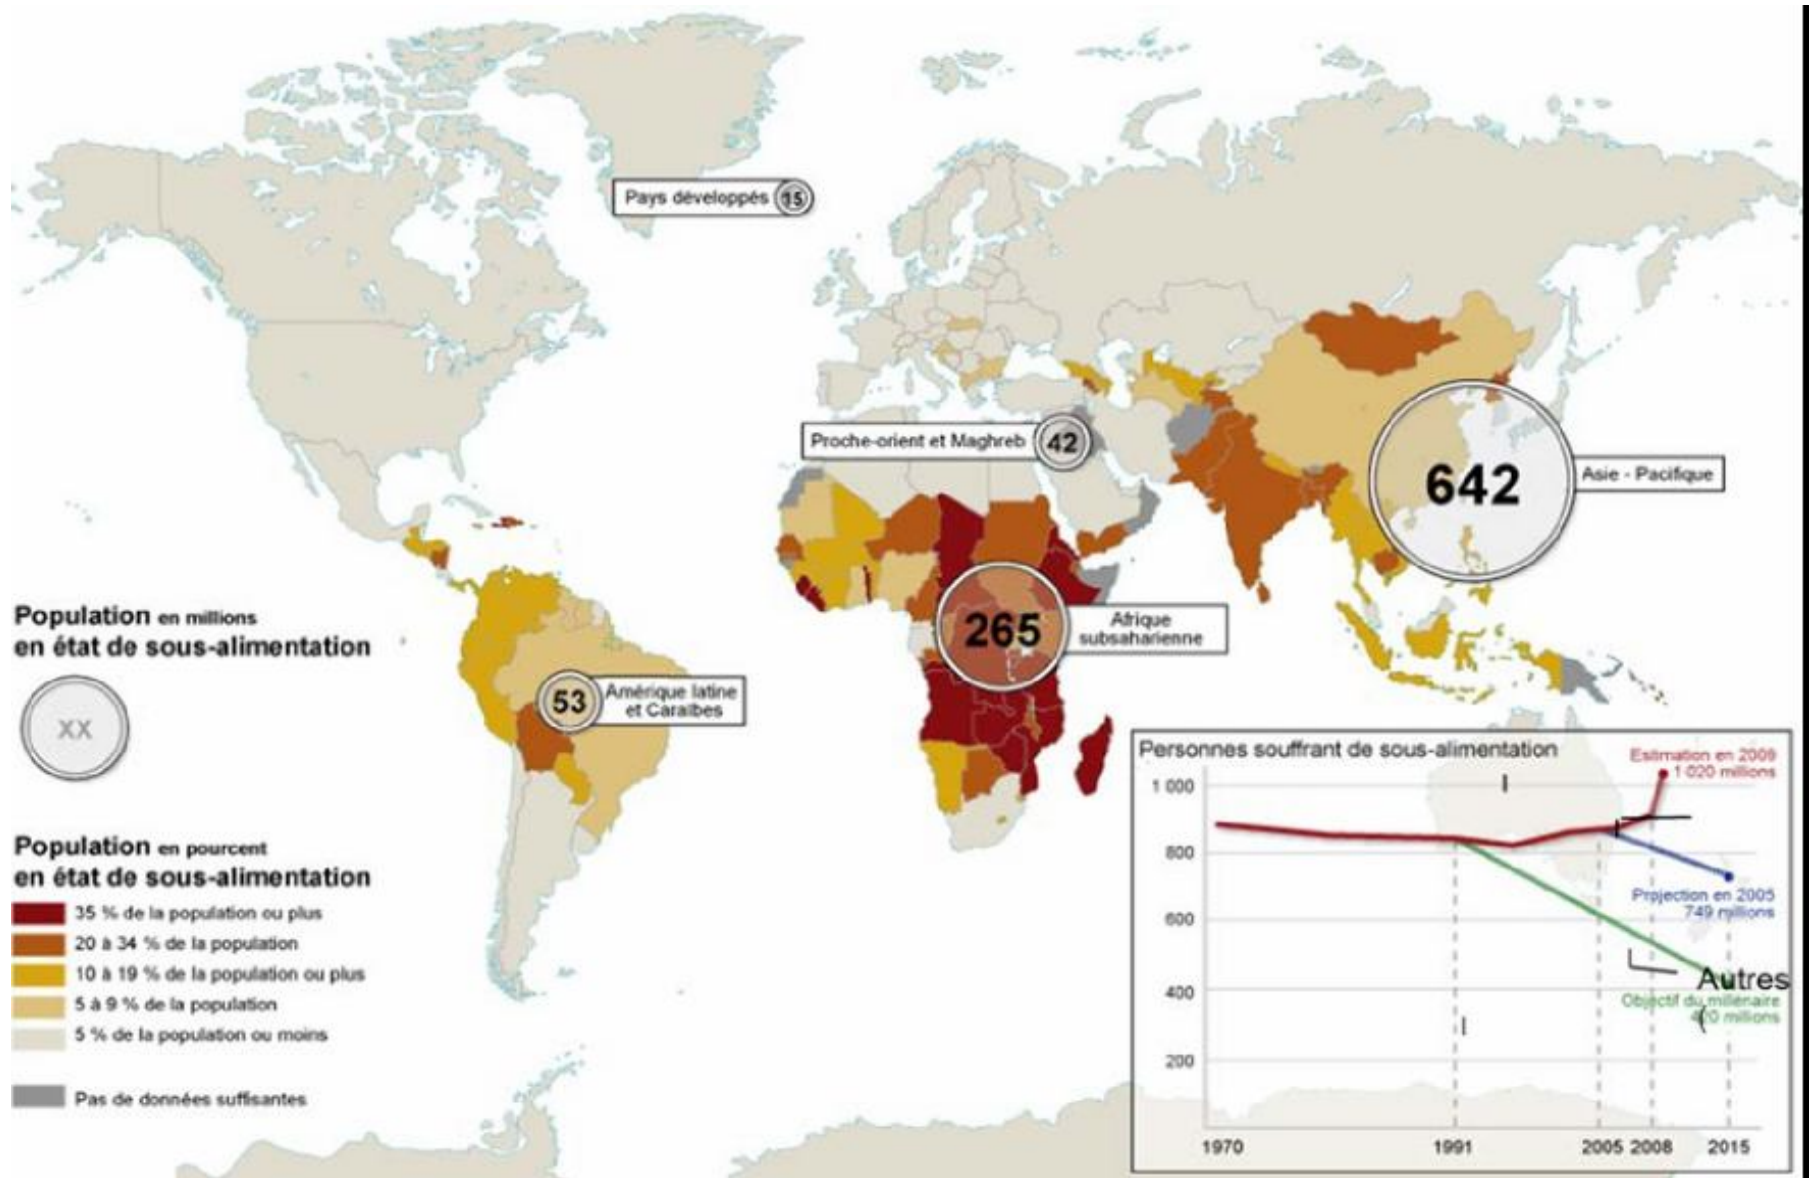 Pays développés 15
Proche-orient et Maghreb 42
642 Asie - Pacifique
265 Afrique
subsaharienne
53 Amérique latine
et Caraïbes
Population en millions
en état de sous-alimentation
XX
Population en pourcent
en état de sous-alimentation
35 % de la population ou plus
20 à 34 % de la population
10 à 19 % de la population ou plus
5 à 9 % de la population
5 % de la population ou moins
Pas de données suffisantes
Personnes souffrant de sous-alimentation
Estimation en 2009
1 020 millions
1 000
800
600
400
200
Projection en 2005
749 millions
Autres
Objectif du millénaire
420 millions
1970 1991 2005 2008 2015